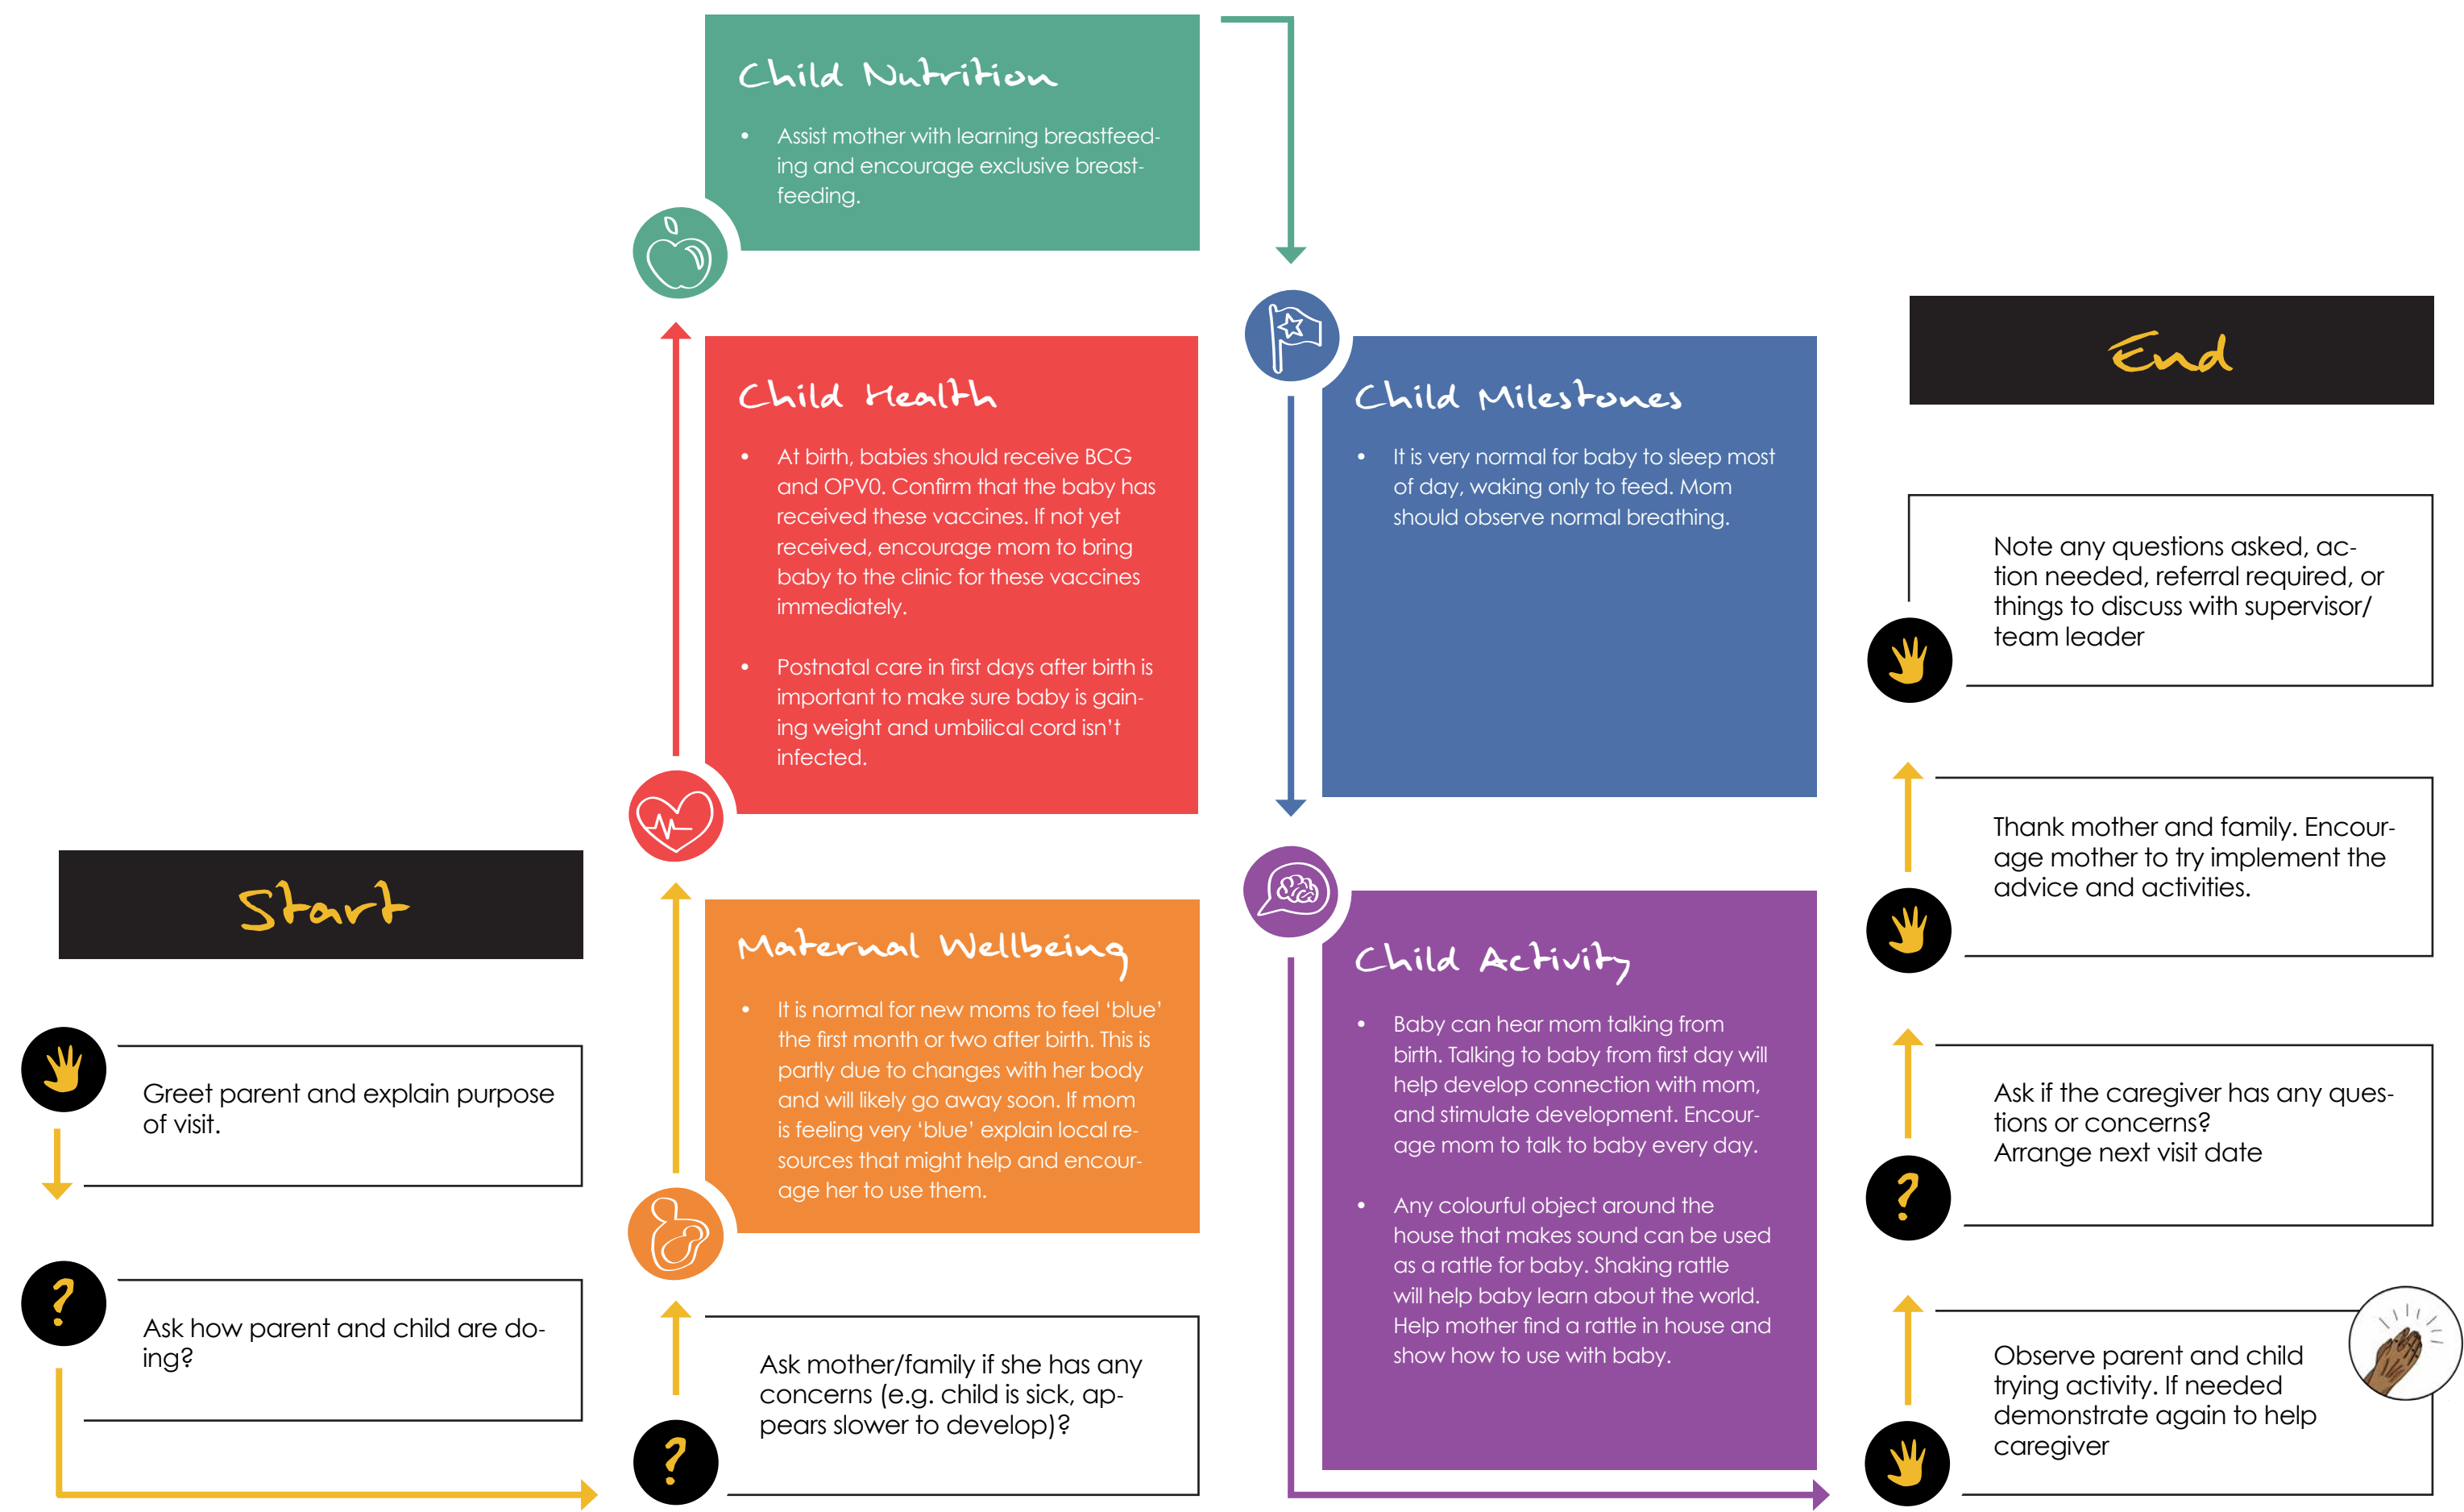 Start
Greet parent and explain purpose
of visit.
Ask how parent and child are do-
ing?
Ask mother/family if she has any
concerns (e.g. child is sick, ap-
pears slower to develop)?
Maternal Wellbeing
• It is normal for new moms to feel ‘blue’
the first month or two after birth. This is
partly due to changes with her body
and will likely go away soon. If mom
is feeling very ‘blue’ explain local re-
sources that might help and encour-
age her to use them.
Child Health
• At birth, babies should receive BCG
and OPV0. Confirm that the baby has
received these vaccines. If not yet
received, encourage mom to bring
baby to the clinic for these vaccines
immediately.
• Postnatal care in first days after birth is
important to make sure baby is gain-
ing weight and umbilical cord isn’t
infected.
Child Nutrition
• Assist mother with learning breastfeed-
ing and encourage exclusive breast-
feeding.
Child Milestones
• It is very normal for baby to sleep most
of day, waking only to feed. Mom
should observe normal breathing.
Child Activity
• Baby can hear mom talking from
birth. Talking to baby from first day will
help develop connection with mom,
and stimulate development. Encour-
age mom to talk to baby every day.
• Any colourful object around the
house that makes sound can be used
as a rattle for baby. Shaking rattle
will help baby learn about the world.
Help mother find a rattle in house and
show how to use with baby.
Observe parent and child
trying activity. If needed
demonstrate again to help
caregiver
Ask if the caregiver has any ques-
tions or concerns?
Arrange next visit date
Thank mother and family. Encour-
age mother to try implement the
advice and activities.
Note any questions asked, ac-
tion needed, referral required, or
things to discuss with supervisor/
team leader
End